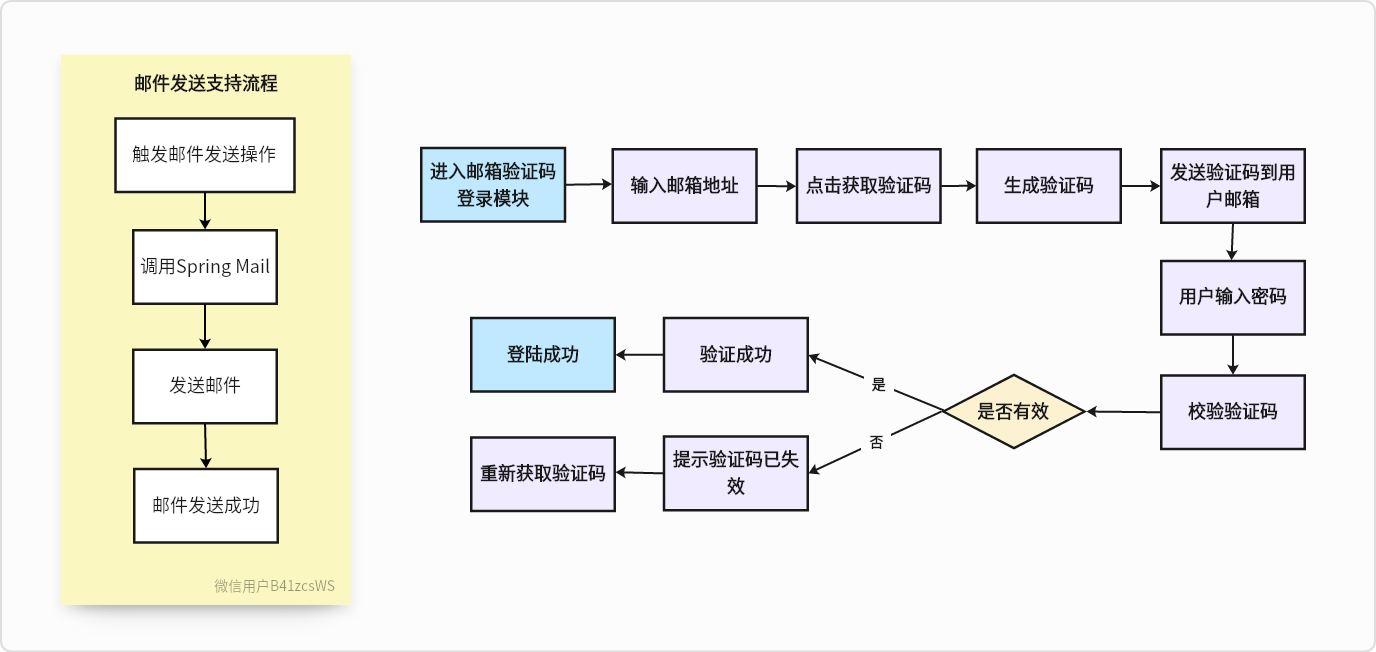 邮件发送支持流程
触发邮件发送操作
调用Spring Mail
发送邮件
邮件发送成功
微信用户B41zcsWS
进入邮箱验证码
登录模块
输入邮箱地址
点击获取验证码
生成验证码
发送验证码到用
户邮箱
用户输入密码
校验验证码
是否有效
是
否
验证成功
登陆成功
提示验证码已失
效
重新获取验证码